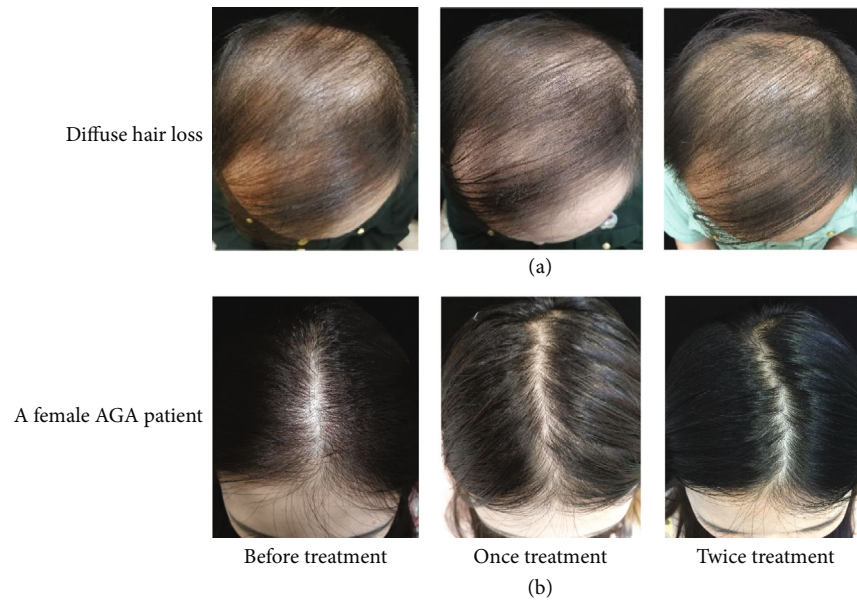 Diffuse hair loss
(a)
A female AGA patient
Before treatment
Once treatment
Twice treatment
(b)